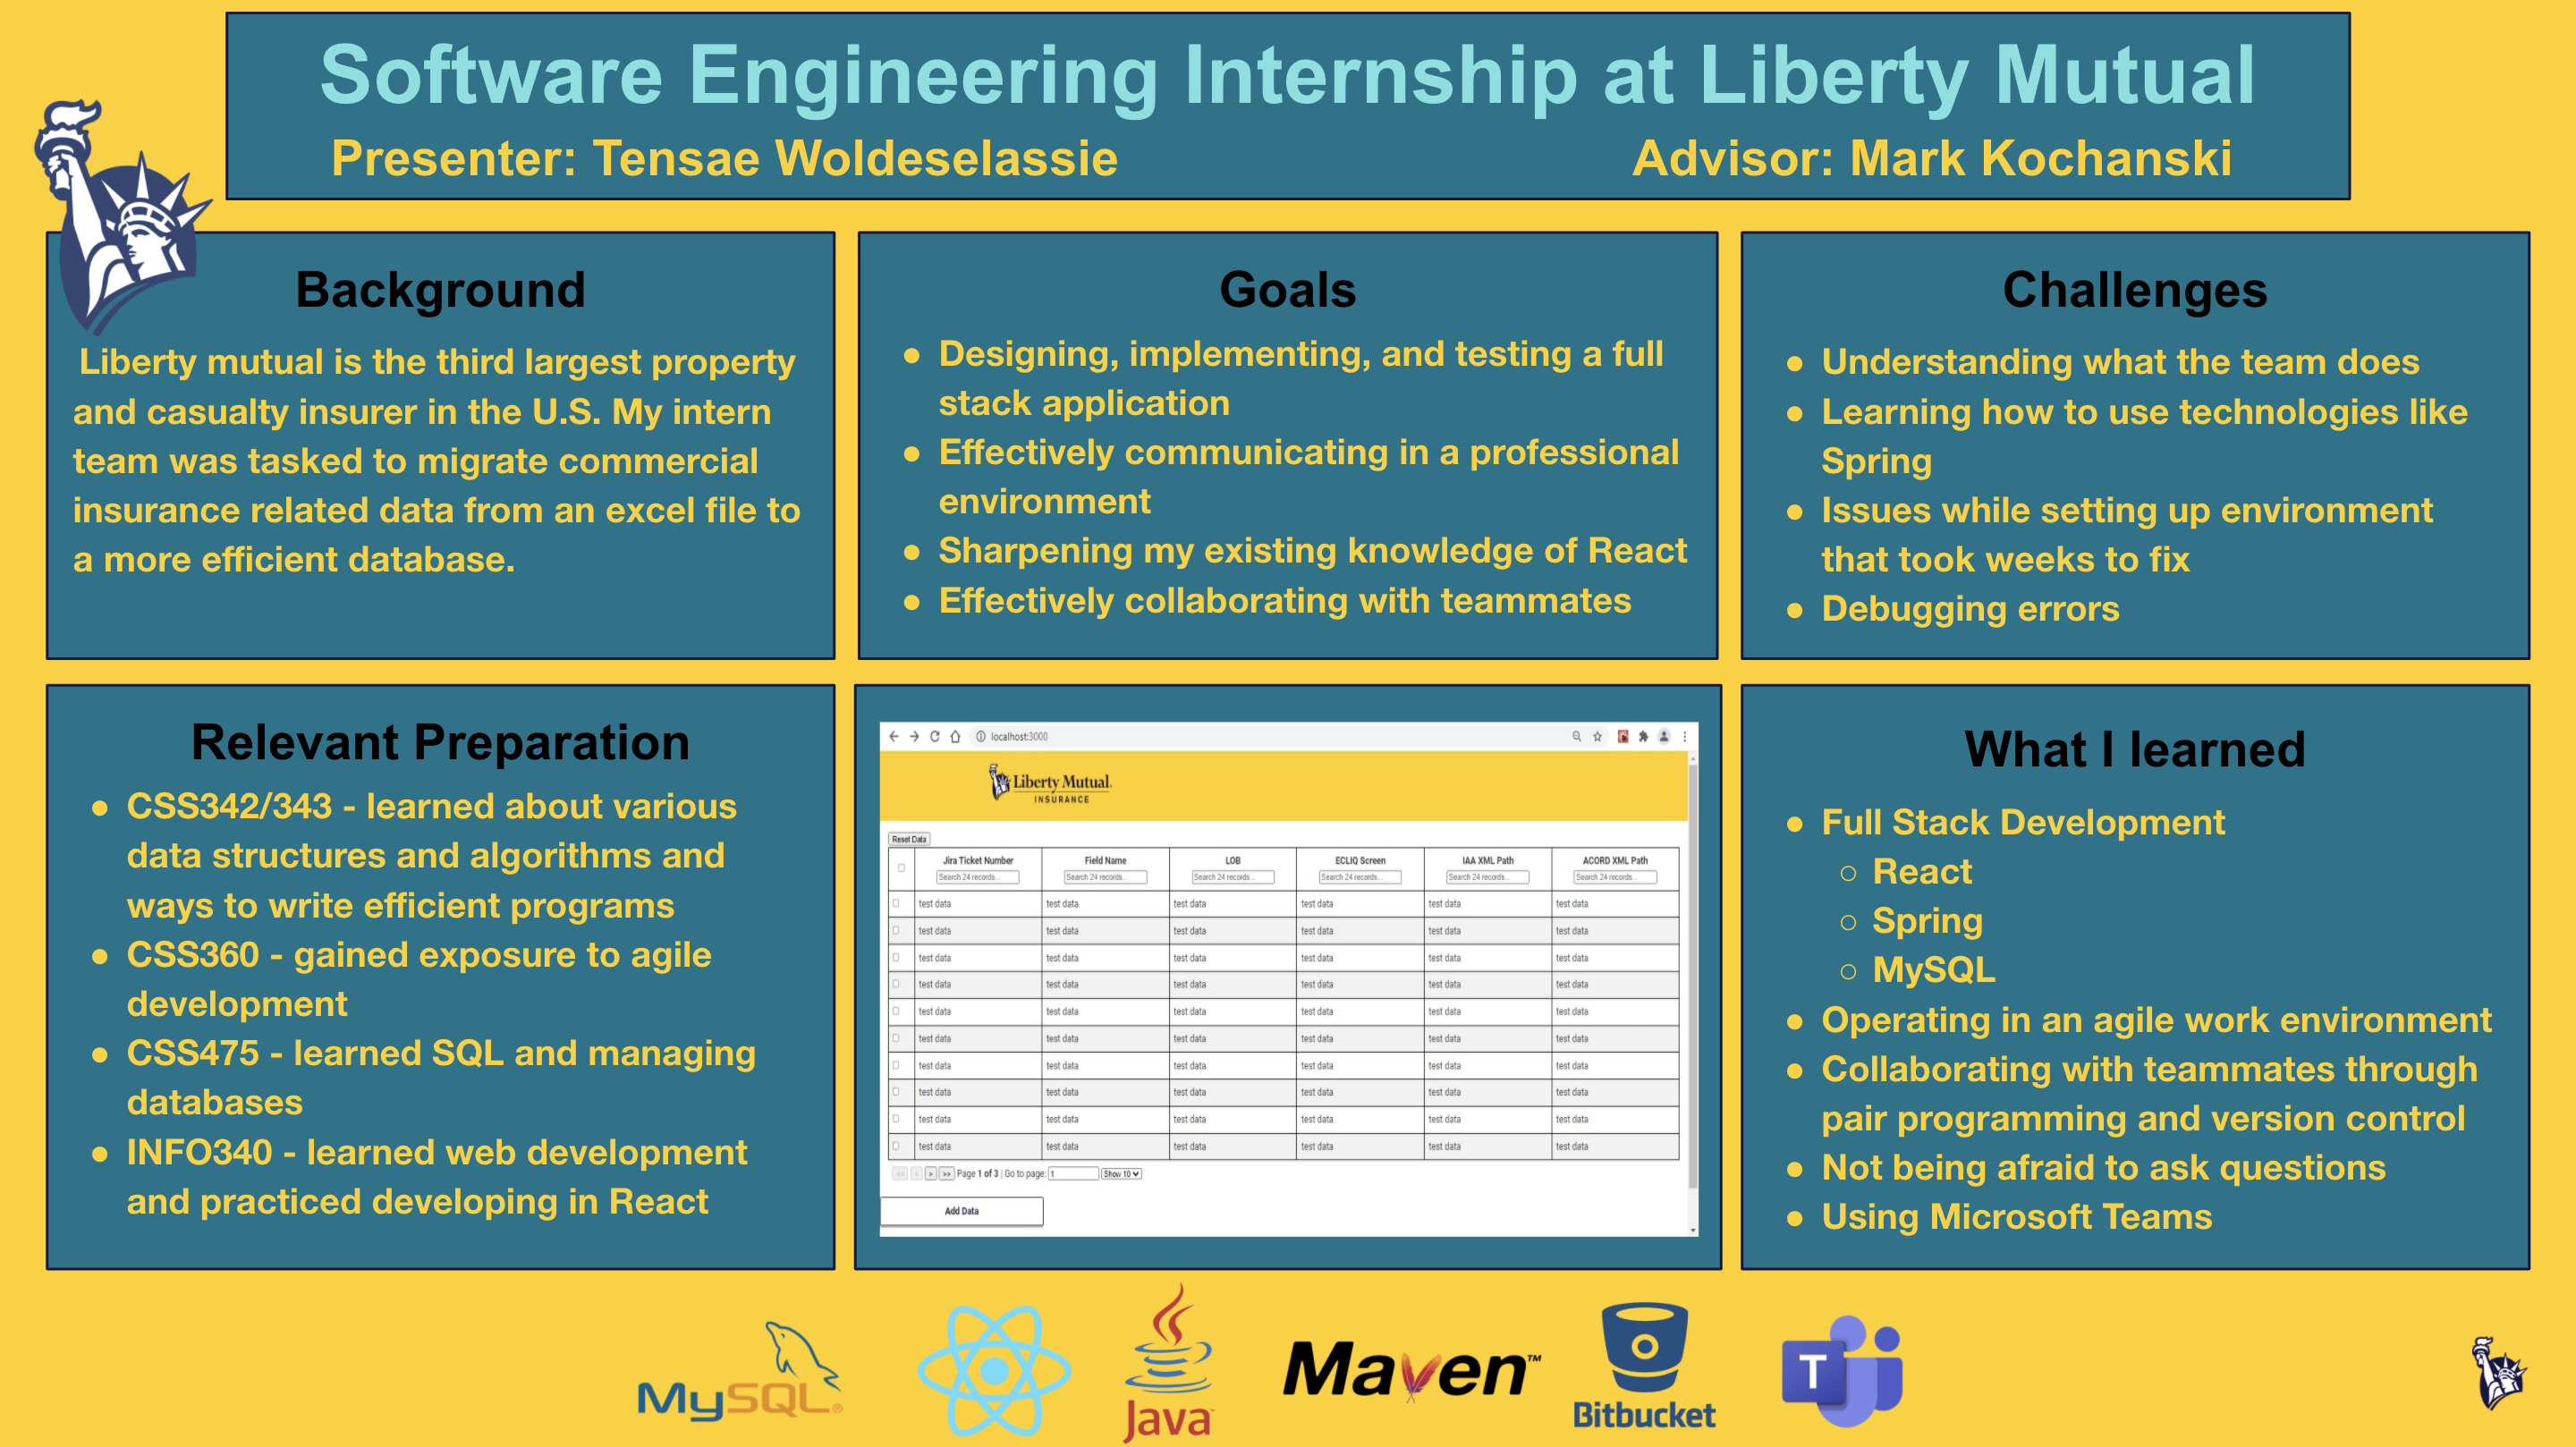 Software Engineering Internship at Liberty Mutual
Presenter: Tensae Woldeselassie
Advisor: Mark Kochanski
Background
Liberty mutual is the third largest property
and casualty insurer in the U.S. My intern
team was tasked to migrate commercial
insurance related data from an excel file to
a more efficient database.
Goals
● Designing, implementing, and testing a full
stack application
● Effectively communicating in a professional
environment
● Sharpening my existing knowledge of React
● Effectively collaborating with teammates
Challenges
● Understanding what the team does
● Learning how to use technologies like
Spring
● Issues while setting up environment
that took weeks to fix
● Debugging errors
Relevant Preparation
● CSS342/343 - learned about various
data structures and algorithms and
ways to write efficient programs
● CSS360 - gained exposure to agile
development
● CSS475 - learned SQL and managing
databases
● INFO340 - learned web development
and practiced developing in React
localhost:3000
Liberty Mutual.
INSURANCE
Reset Data
Jira Ticket Number Field Name LOB ECLIQ Screen IAA XML Path ACORD XML Path
Search 24 records... Search 24 records... Search 24 records... Search 24 records... Search 24 records... Search 24 records...
test data test data test data test data test data test data
test data test data test data test data test data test data
test data test data test data test data test data test data
test data test data test data test data test data test data
test data test data test data test data test data test data
test data test data test data test data test data test data
test data test data test data test data test data test data
test data test data test data test data test data test data
test data test data test data test data test data test data
test data test data test data test data test data test data
<< < > >> Page 1 of 3 | Go to page: 1 Show 10
Add Data
What I learned
● Full Stack Development
○ React
○ Spring
○ MySQL
● Operating in an agile work environment
● Collaborating with teammates through
pair programming and version control
● Not being afraid to ask questions
● Using Microsoft Teams
MySQL®
Java™
Maven™
Bitbucket
T